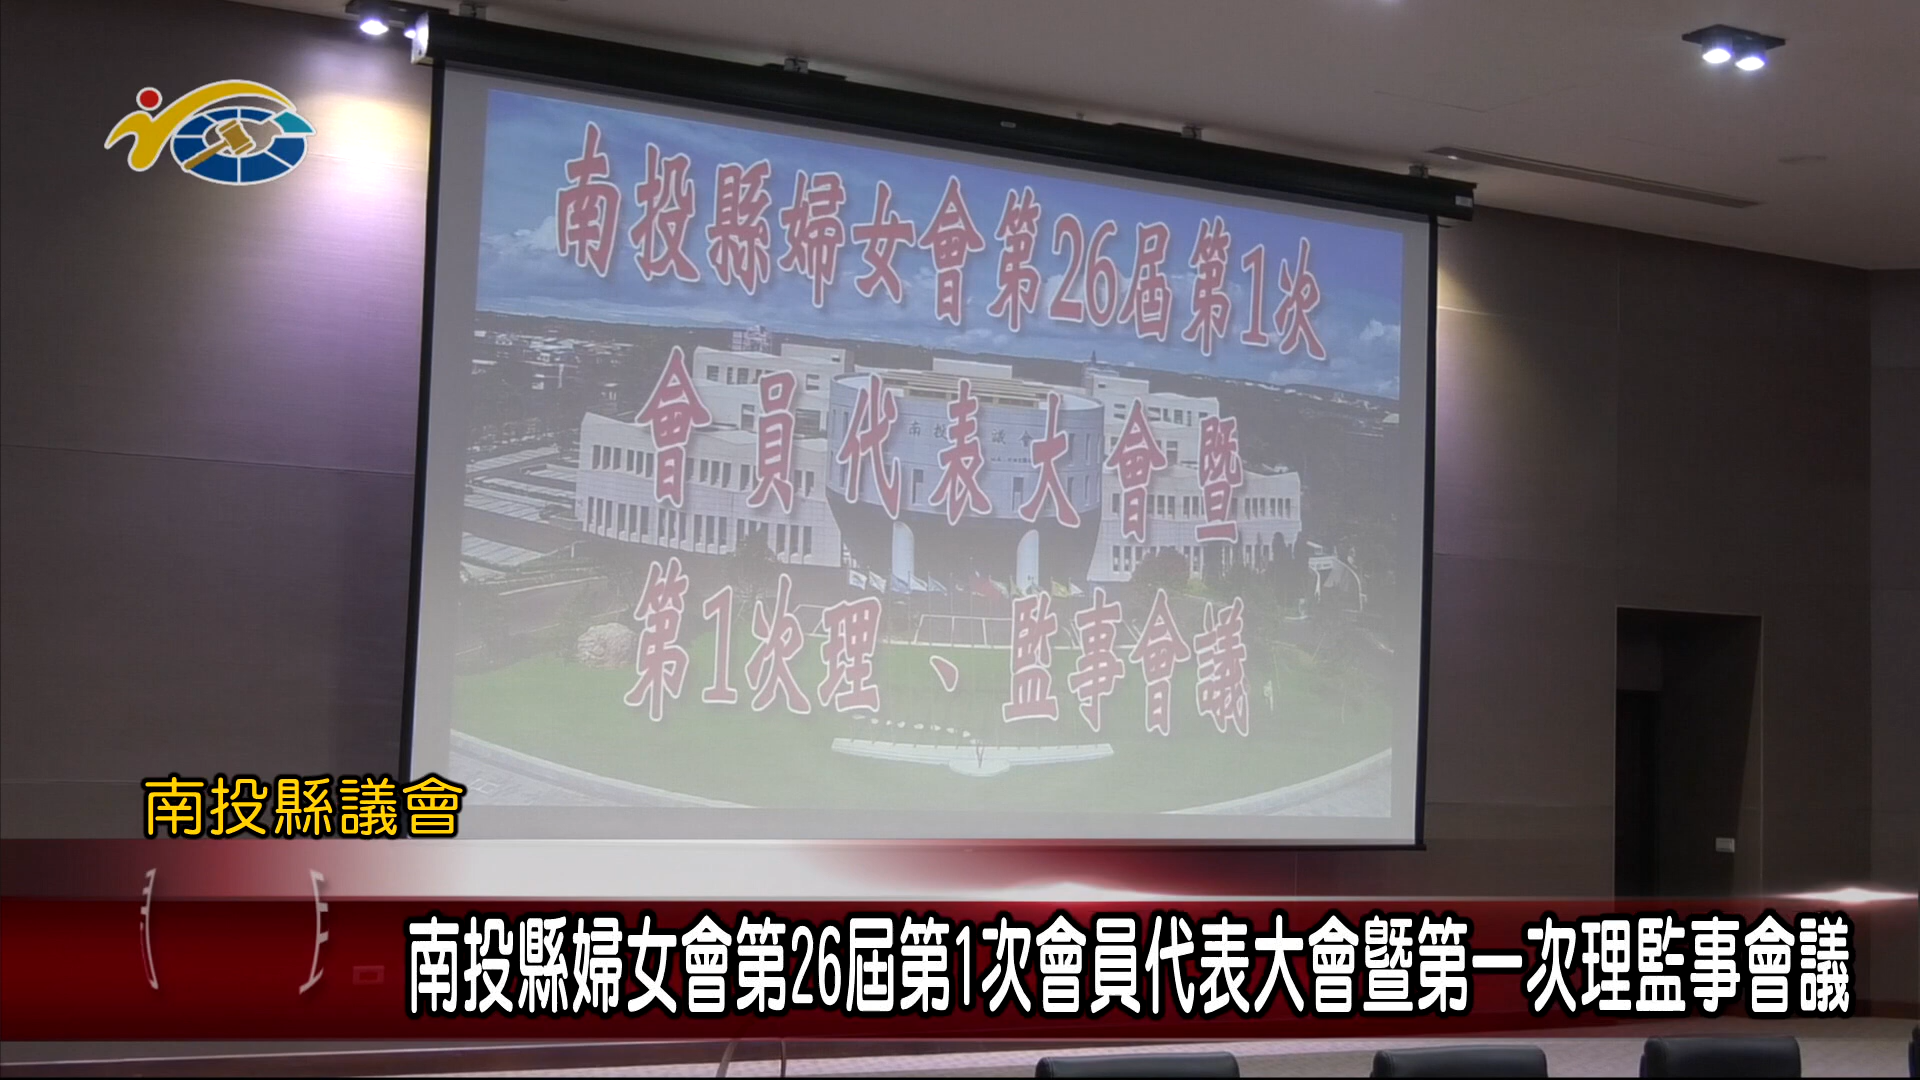 南投縣婦女會第26屆第1次
會員代表大會暨
第1次理、監事會議
南投縣議會
南投縣婦女會第26屆第1次會員代表大會暨第一次理監事會議